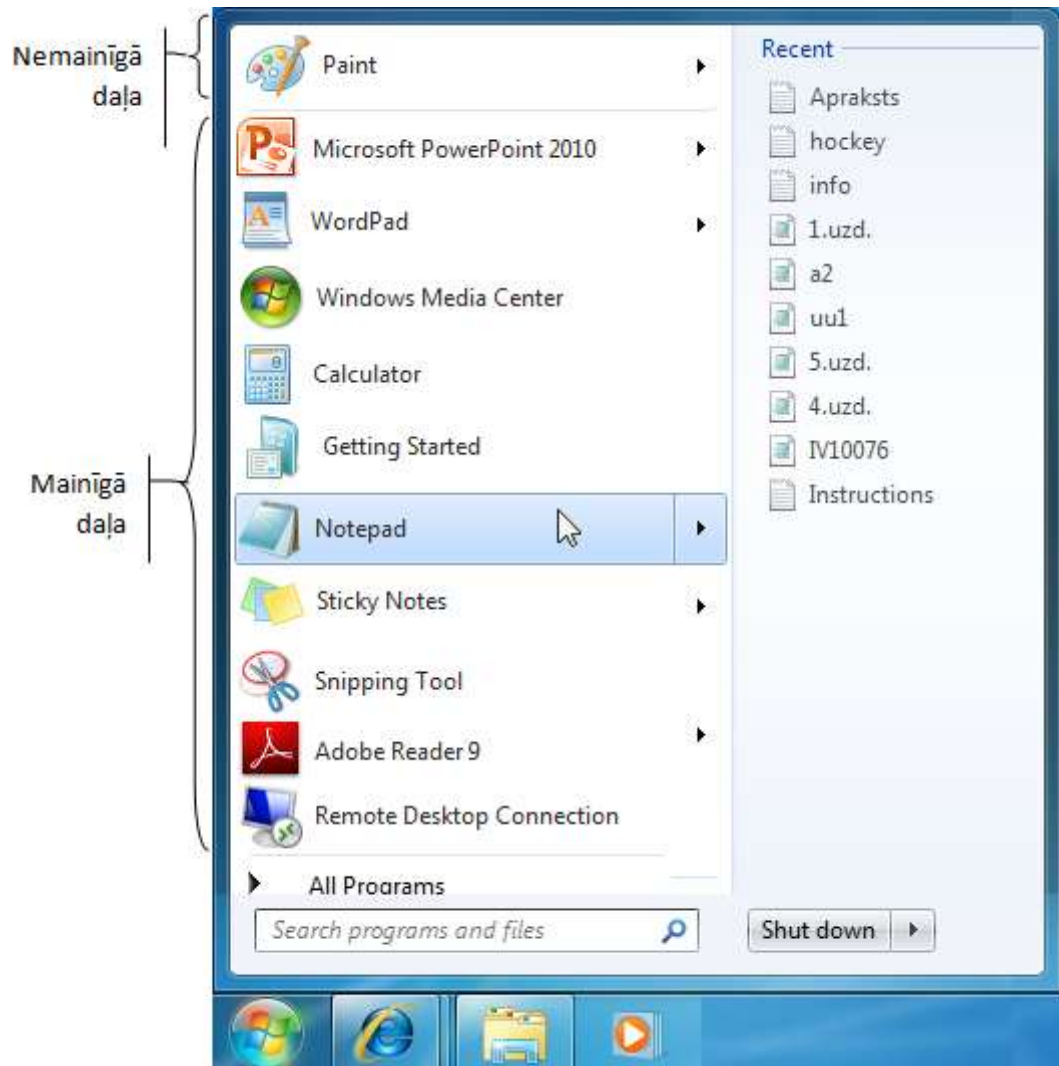 Nemainīgā
daļa
Mainīgā
daļa
Paint
Microsoft PowerPoint 2010
WordPad
Windows Media Center
Calculator
Getting Started
Notepad
Sticky Notes
Snipping Tool
Adobe Reader 9
Remote Desktop Connection
All Programs
Search programs and files
Recent
Apraksts
hockey
info
1.uzd.
a2
uu1
5.uzd.
4.uzd.
IV10076
Instructions
Shut down